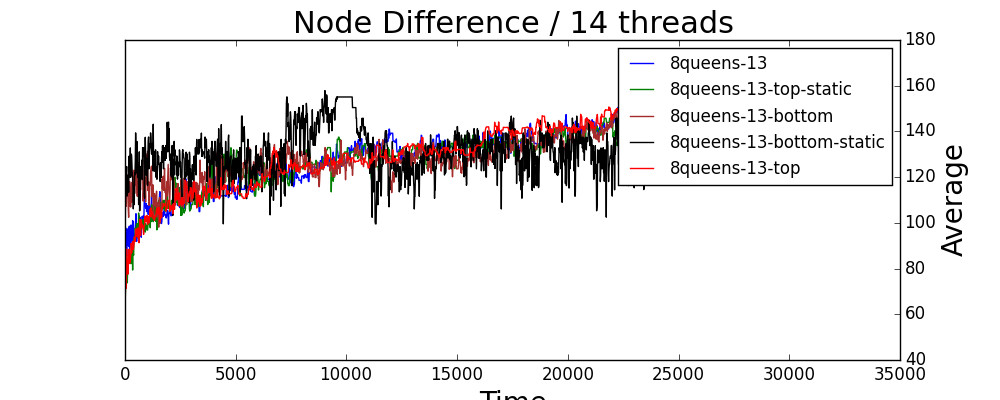 Node Difference / 14 threads
180
160
140
120
100
80
60
40
Average
8queens-13
8queens-13-top-static
8queens-13-bottom
8queens-13-bottom-static
8queens-13-top
0 5000 10000 15000 20000 25000 30000 35000
Time